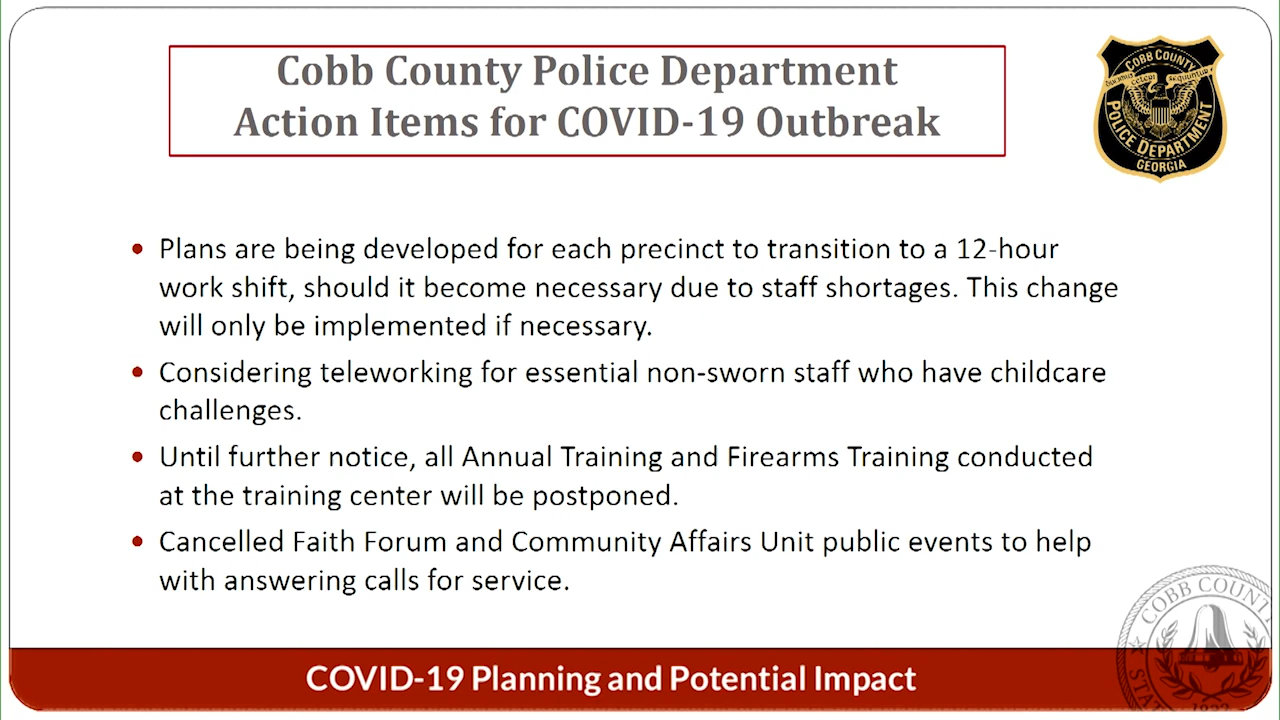 Cobb County Police Department
Action Items for COVID-19 Outbreak
COBB COUNTY
POLICE DEPARTMENT
GEORGIA
• Plans are being developed for each precinct to transition to a 12-hour
work shift, should it become necessary due to staff shortages. This change
will only be implemented if necessary.
• Considering teleworking for essential non-sworn staff who have childcare
challenges.
• Until further notice, all Annual Training and Firearms Training conducted
at the training center will be postponed.
• Cancelled Faith Forum and Community Affairs Unit public events to help
with answering calls for service.
COBB COUNT
STAT
COVID-19 Planning and Potential Impact